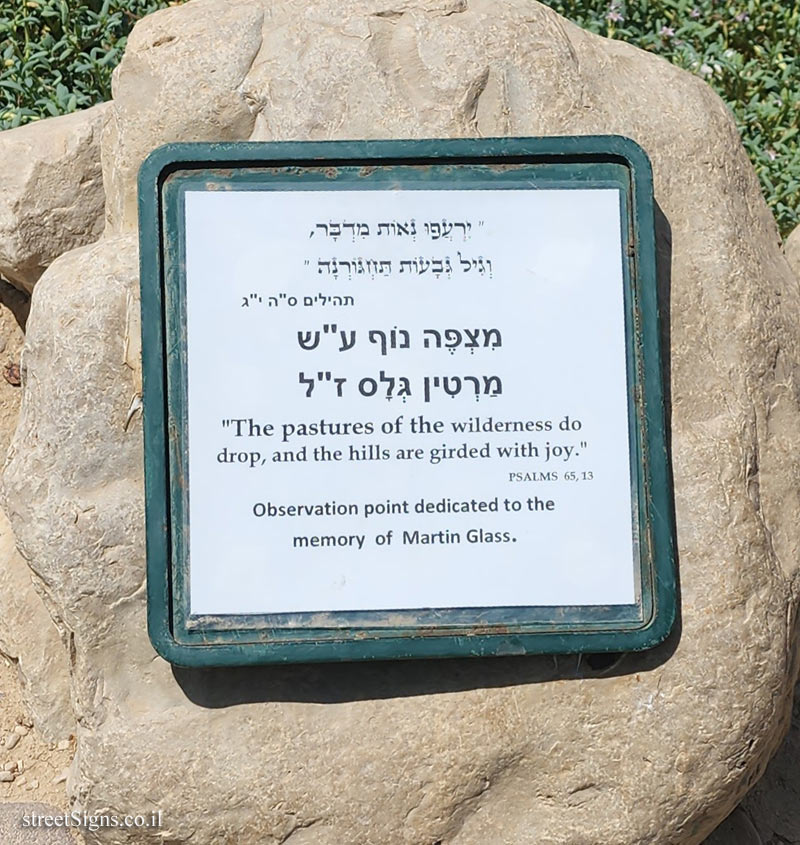 " יִרְעֲפוּ נְאוֹת מִדְבָּר,
וְגִיל גְּבָעוֹת תַּחְגּוֹרְנָה "
תהילים ס"ה י"ג
מִצְפֶּה נוֹף ע"ש
מַרְטִין גְּלָס ז"ל
"The pastures of the wilderness do
drop, and the hills are girded with joy."
PSALMS 65, 13
Observation point dedicated to the
memory of Martin Glass.
streetSigns.co.il